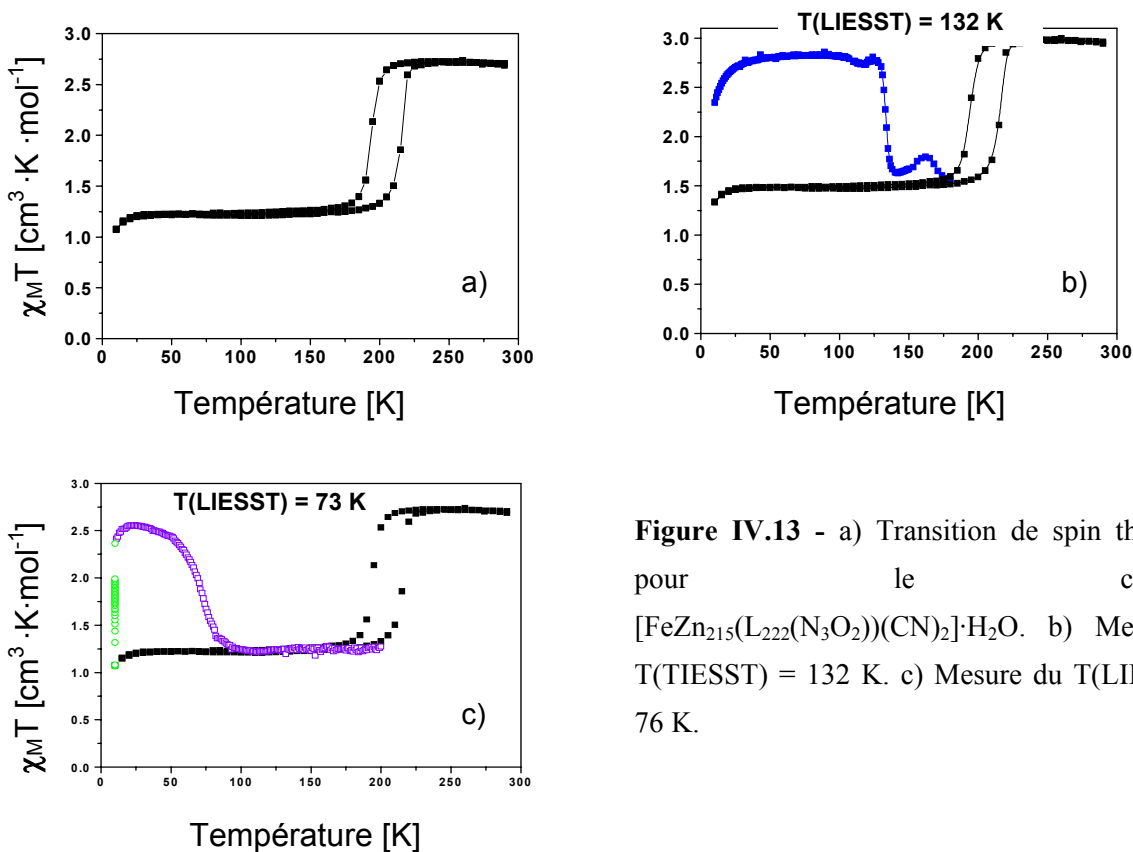 3.0
2.5
2.0
1.5
1.0
0.5
0.0
χMT [cm³ ·K ·mol⁻¹]
a)
0 50 100 150 200 250 300
Température [K]
T(LIESST) = 132 K
3.0
2.5
2.0
1.5
1.0
0.5
0.0
b)
0 50 100 150 200 250 300
Température [K]
T(LIESST) = 73 K
3.0
2.5
2.0
1.5
1.0
0.5
0.0
χMT [cm³ ·K·mol⁻¹]
c)
0 50 100 150 200 250 300
Température [K]
Figure IV.13 - a) Transition de spin th
pour le c
[FeZn₂₁₅(L₂₂₂(N₃O₂))(CN)₂]·H₂O. b) Me
T(TIESST) = 132 K. c) Mesure du T(LI
76 K.